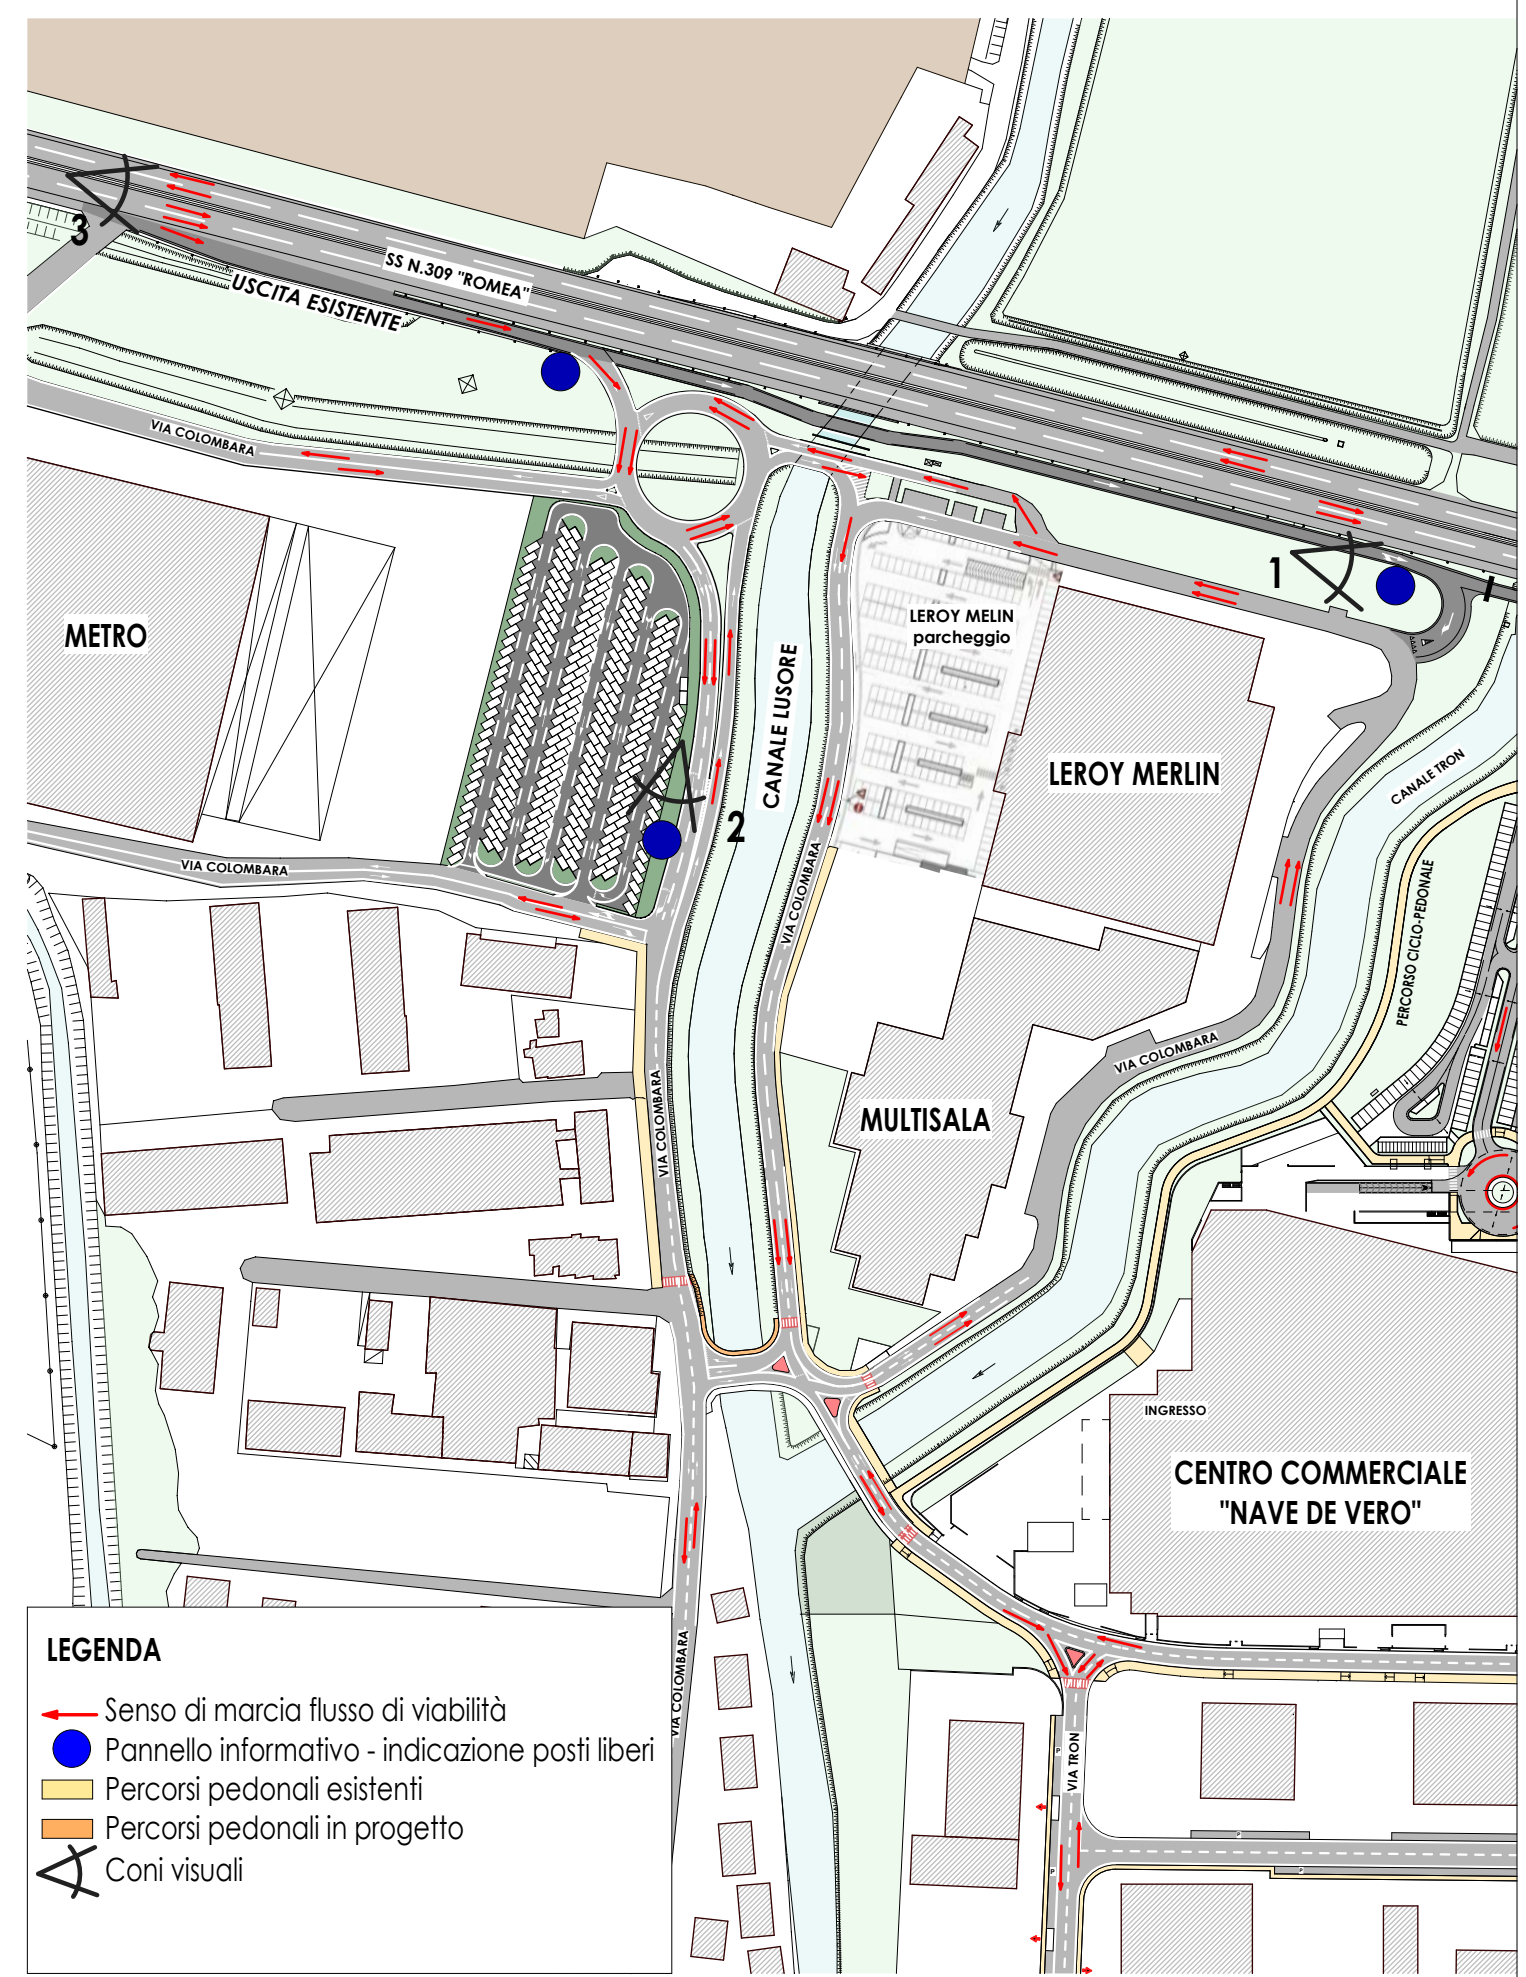 3
SS N.309 "ROMEA"
USCITA ESISTENTE
VIA COLOMBARA
1
METRO
LEROY MELIN
parcheggio
CANALE LUSORE
LEROY MERLIN
CANALE TRON
2
VIA COLOMBARA
VIA COLOMBARA
PERCORSO CICLO-PEDONALE
VIA COLOMBARA
VIA COLOMBARA
MULTISALA
INGRESSO
CENTRO COMMERCIALE
"NAVE DE VERO"
VIA COLOMBARA
VIA TRON
P
P
P
P
LEGENDA
Senso di marcia flusso di viabilità
Pannello informativo - indicazione posti liberi
Percorsi pedonali esistenti
Percorsi pedonali in progetto
Coni visuali